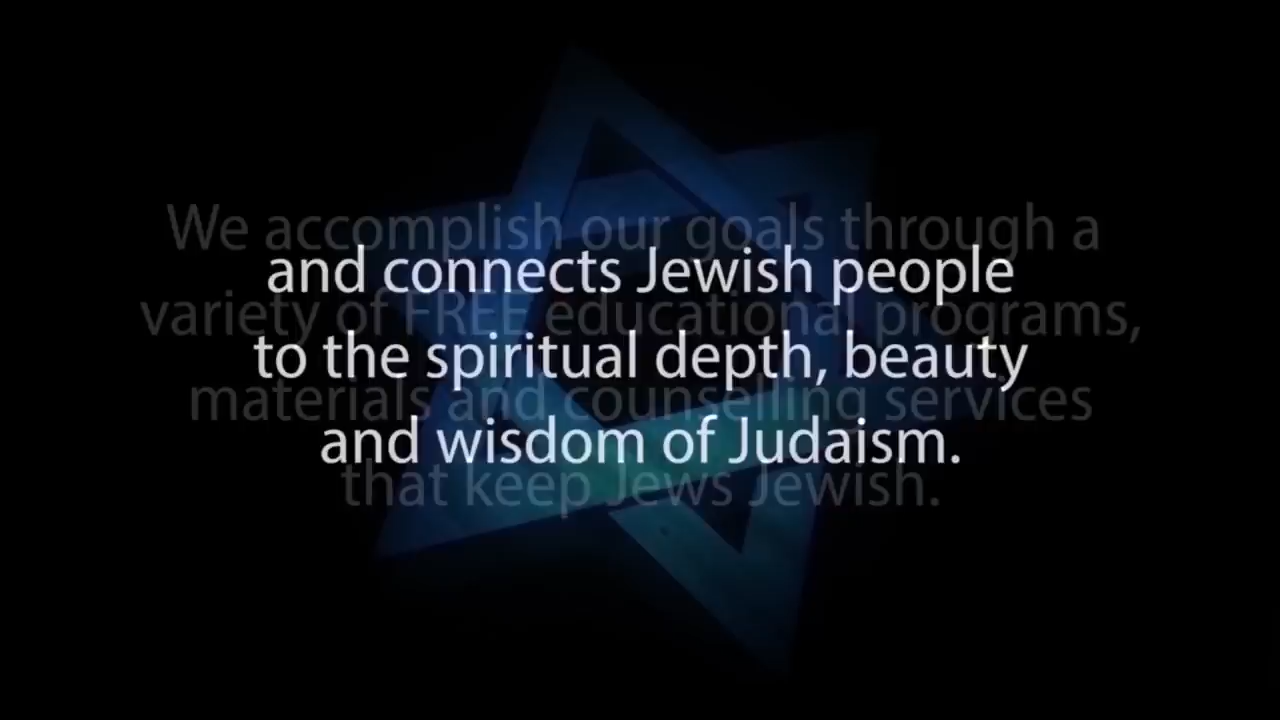 We accomplish our goals through a
and connects Jewish people
variety of FREE educational programs,
to the spiritual depth, beauty
materials and counselling services
and wisdom of Judaism.
that keep Jews Jewish.